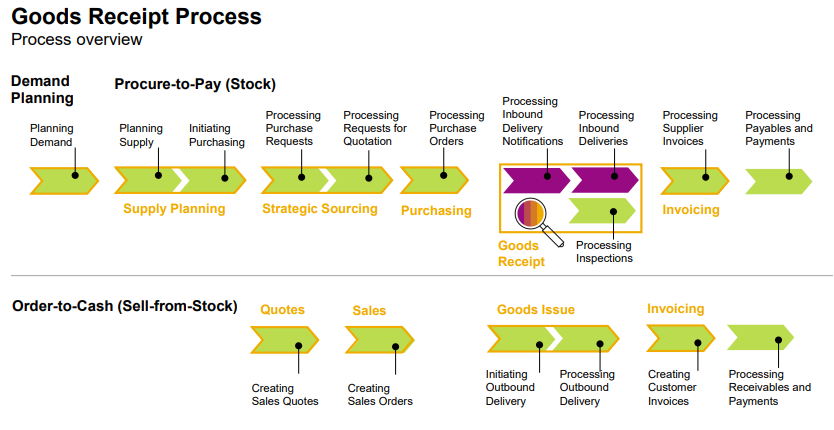 Goods Receipt Process
Process overview
Demand
Planning
Procure-to-Pay (Stock)
Planning
Demand
Planning
Supply
Initiating
Purchasing
Processing
Purchase
Requests
Processing
Requests for
Quotation
Processing
Purchase
Orders
Processing
Inbound
Delivery
Notifications
Processing
Inbound
Deliveries
Processing
Supplier
Invoices
Processing
Payables and
Payments
Supply Planning
Strategic Sourcing
Purchasing
Invoicing
Goods
Receipt
Processing
Inspections
Order-to-Cash (Sell-from-Stock)
Quotes
Sales
Goods Issue
Invoicing
Creating
Sales Quotes
Creating
Sales Orders
Initiating
Outbound
Delivery
Processing
Outbound
Delivery
Creating
Customer
Invoices
Processing
Receivables and
Payments